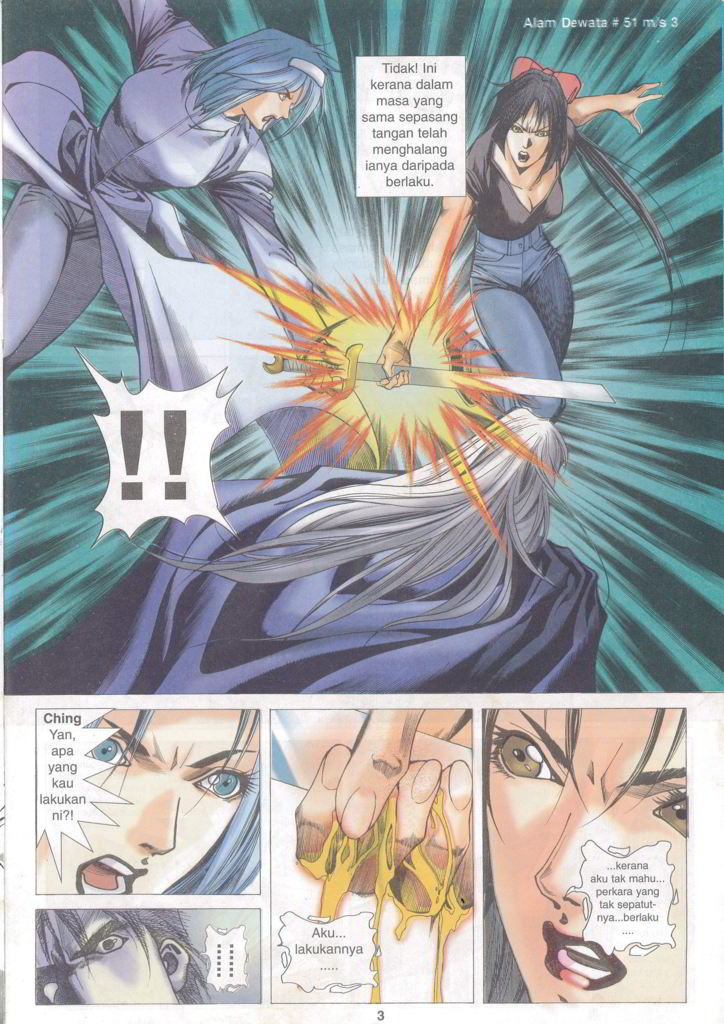 Alam Dewata # 51 m/s 3
Tidak! Ini
kerana dalam
masa yang
sama sepasang
tangan telah
menghalang
ianya daripada
berlaku.
!!
Ching
Yan,
apa
yang
kau
lakukan
ni?!
!!
Aku...
lakukannya
.....
...kerana
aku tak mahu...
perkara yang
tak sepatut-
nya...berlaku
....
3